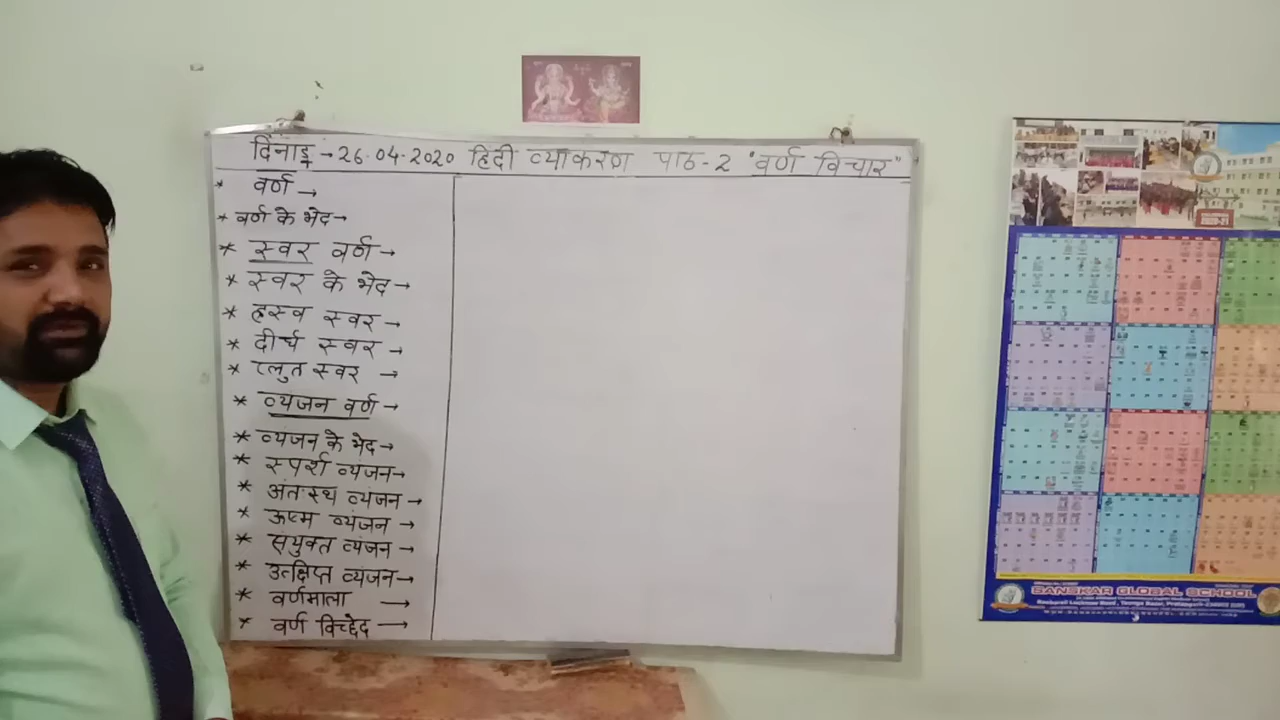 दिनाङ्क → 26.04.2020 हिंदी व्याकरण पाठ-2 "वर्ण विचार"
* वर्ण →
* वर्ण के भेद→
* स्वर वर्ण→
* स्वर के भेद→
* ह्रस्व स्वर →
* दीर्घ स्वर →
* प्लुत स्वर →
* व्यंजन वर्ण→
* व्यंजन के भेद→
* स्पर्श व्यंजन→
* अंतःस्थ व्यंजन→
* ऊष्म व्यंजन →
* संयुक्त व्यंजन→
* उत्क्षिप्त व्यंजन→
* वर्णमाला →
* वर्ण विच्छेद →
SANSKAR GLOBAL SCHOOL